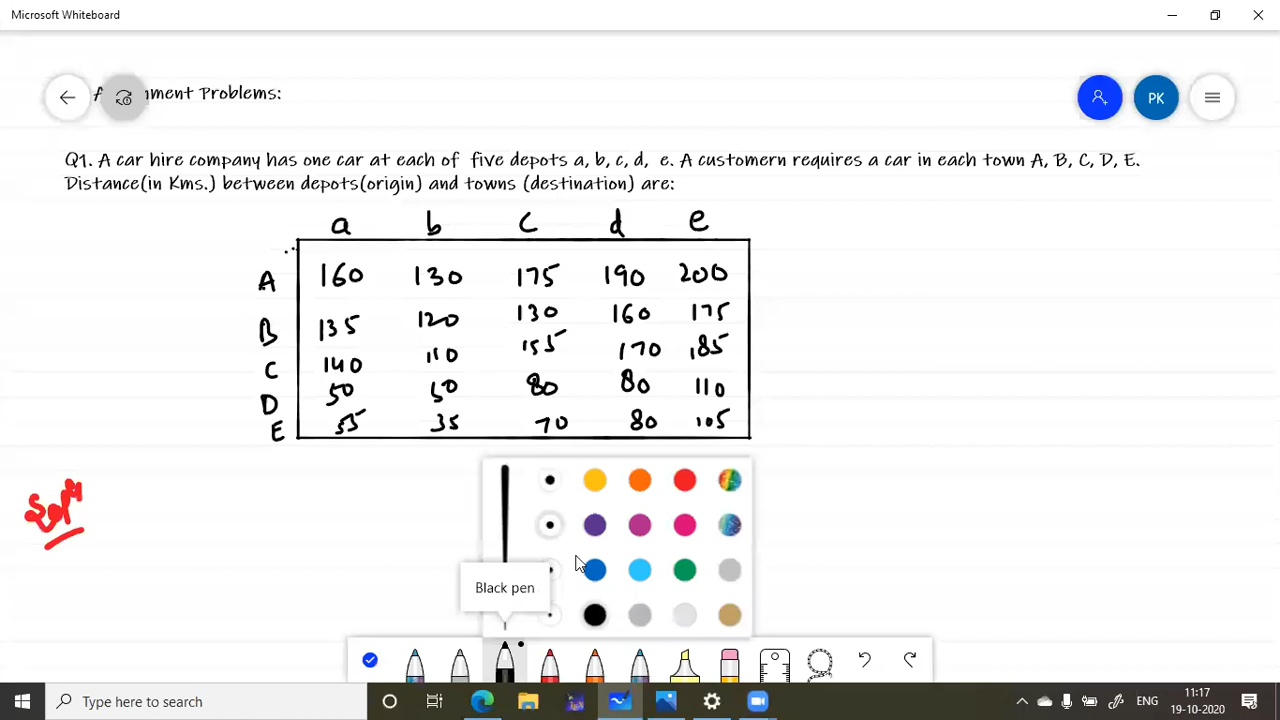 Microsoft Whiteboard
nment Problems:
PK
Q1. A car hire company has one car at each of five depots a, b, c, d, e. A customern requires a car in each town A, B, C, D, E.
Distance(in Kms.) between depots(origin) and towns (destination) are:
a b c d e
A 160 130 175 190 200
B 135 120 130 160 175
C 140 110 155 170 185
D 50 50 80 80 110
E 55 35 70 80 105
Black pen
Type here to search
ENG
11:17
19-10-2020